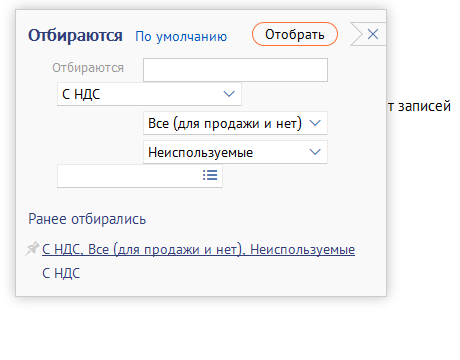 Отбираются По умолчанию Отобрать
Отбираются
С НДС
т записей
Все (для продажи и нет)
Неиспользуемые
Ранее отбирались
С НДС, Все (для продажи и нет), Неиспользуемые
С НДС